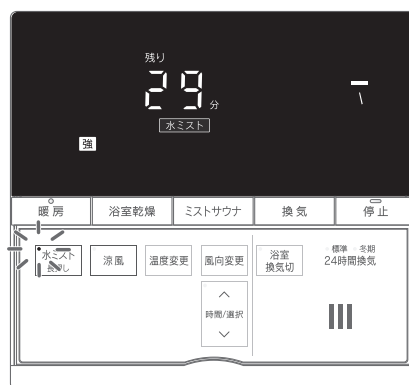 残り
29分
水ミスト
強
暖房 浴室乾燥 ミストサウナ 換気 停止
水ミスト
長押し
涼風 温度変更 風向変更
浴室
換気切
標準 冬期
24時間換気
時間/選択